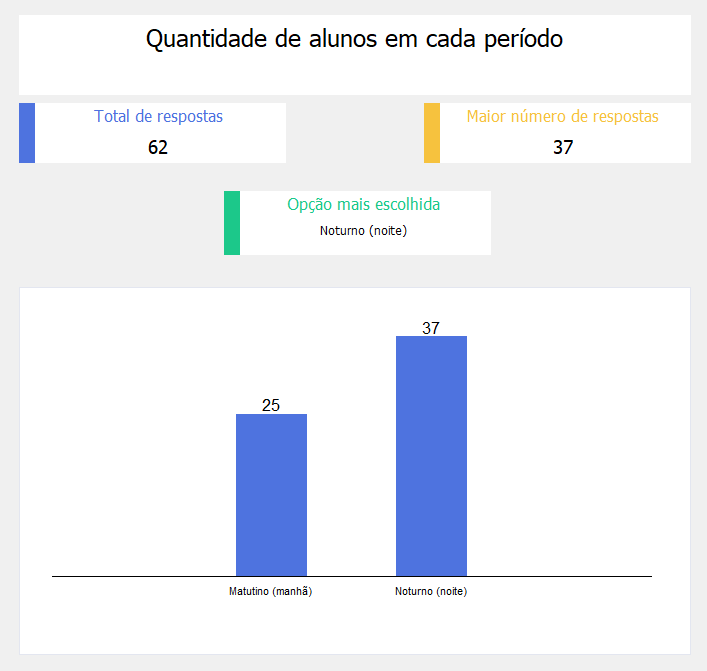 Quantidade de alunos em cada período
Total de respostas
62
Maior número de respostas
37
Opção mais escolhida
Noturno (noite)
37
25
Matutino (manhã)
Noturno (noite)